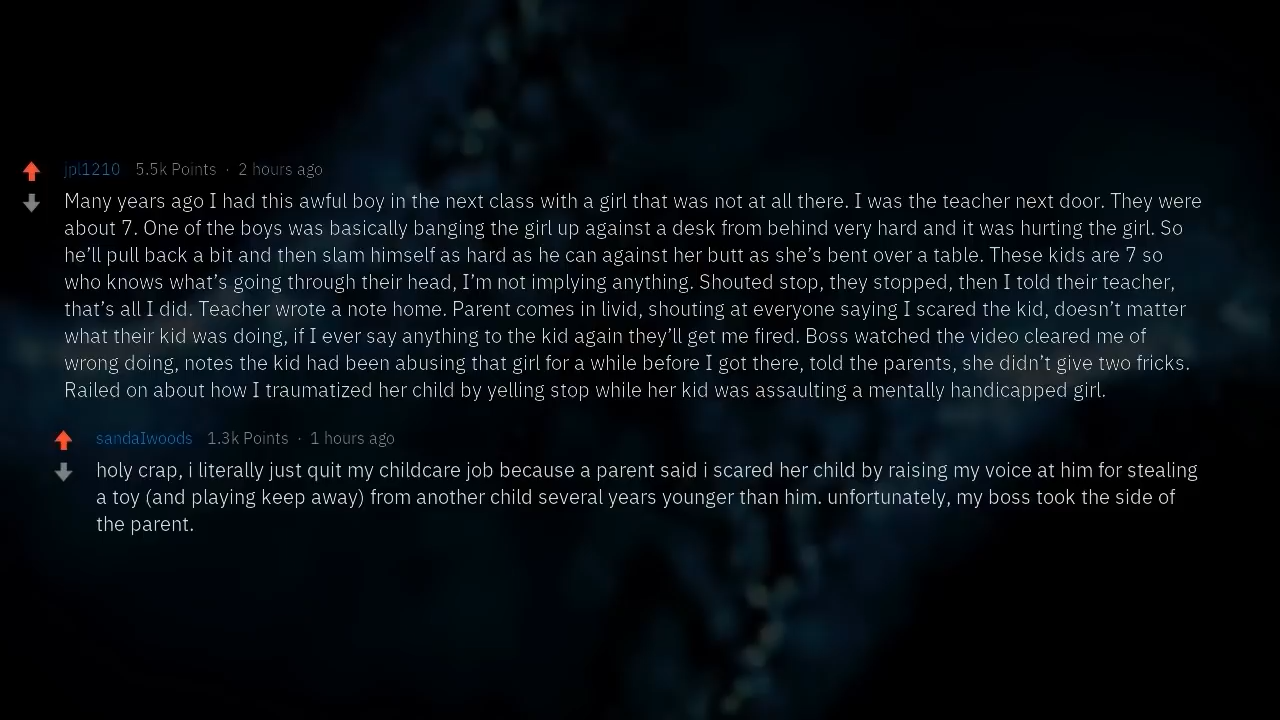 jpl1210 5.5k Points · 2 hours ago
Many years ago I had this awful boy in the next class with a girl that was not at all there. I was the teacher next door. They were
about 7. One of the boys was basically banging the girl up against a desk from behind very hard and it was hurting the girl. So
he’ll pull back a bit and then slam himself as hard as he can against her butt as she’s bent over a table. These kids are 7 so
who knows what’s going through their head, I’m not implying anything. Shouted stop, they stopped, then I told their teacher,
that’s all I did. Teacher wrote a note home. Parent comes in livid, shouting at everyone saying I scared the kid, doesn’t matter
what their kid was doing, if I ever say anything to the kid again they’ll get me fired. Boss watched the video cleared me of
wrong doing, notes the kid had been abusing that girl for a while before I got there, told the parents, she didn’t give two fricks.
Railed on about how I traumatized her child by yelling stop while her kid was assaulting a mentally handicapped girl.
sandaIwoods 1.3k Points · 1 hours ago
holy crap, i literally just quit my childcare job because a parent said i scared her child by raising my voice at him for stealing
a toy (and playing keep away) from another child several years younger than him. unfortunately, my boss took the side of
the parent.